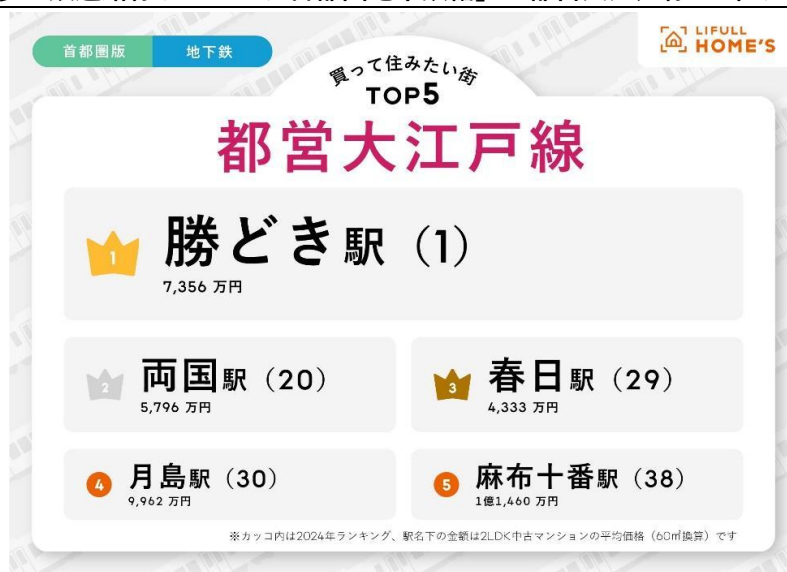 首都圏版
地下鉄
LIFULL
HOME'S
買って住みたい街
TOP5
都営大江戸線
1
勝どき駅（1）
7,356 万円
2
両国駅（20）
5,796 万円
3
春日駅（29）
4,333 万円
4
月島駅（30）
9,962 万円
5
麻布十番駅（38）
1億1,460 万円
※カッコ内は2024年ランキング、駅名下の金額は2LDK中古マンションの平均価格（60㎡換算）です